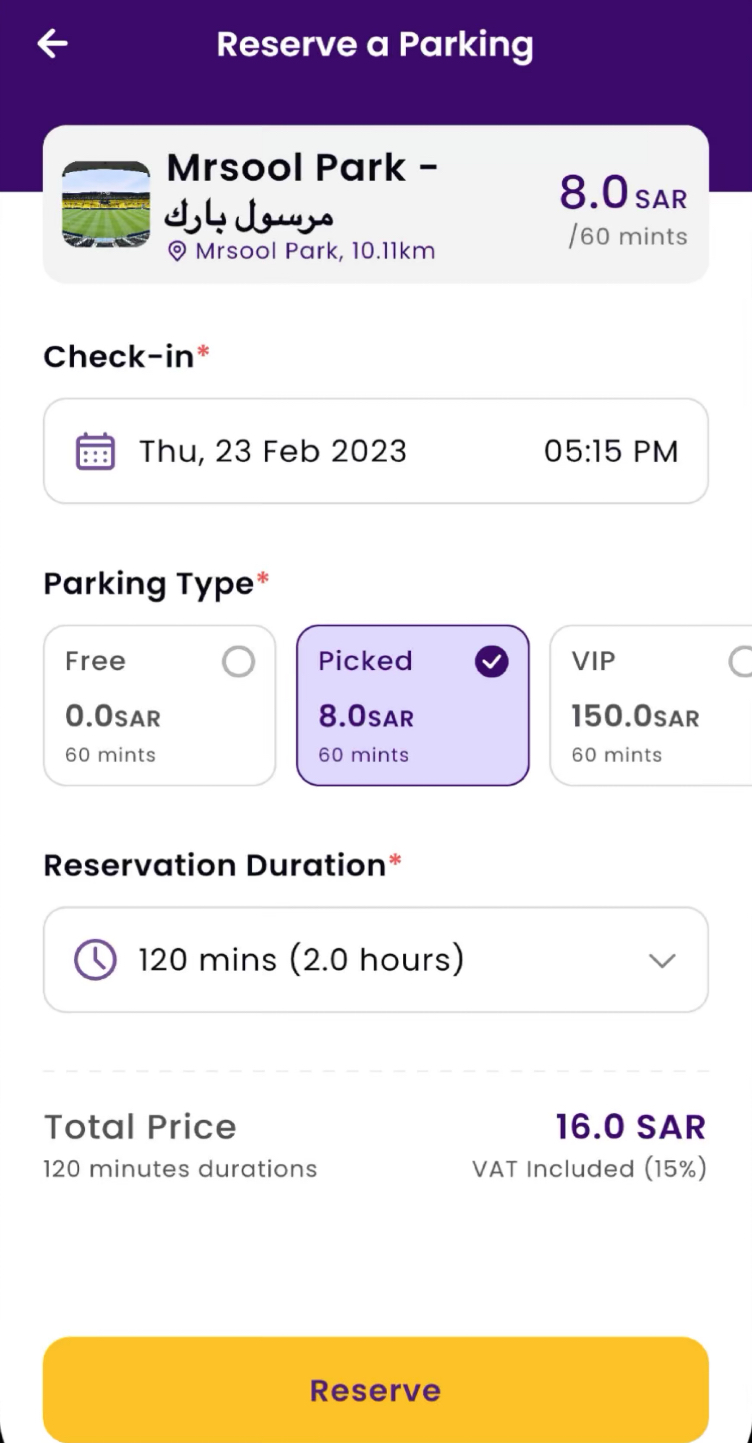 Reserve a Parking
Mrsool Park -
مرسول بارك
Mrsool Park, 10.11km
8.0 SAR
/60 mints
Check-in*
Thu, 23 Feb 2023 05:15 PM
Parking Type*
Free
0.0SAR
60 mints
Picked
8.0SAR
60 mints
VIP
150.0SAR
60 mints
Reservation Duration*
120 mins (2.0 hours)
Total Price 16.0 SAR
120 minutes durations VAT Included (15%)
Reserve